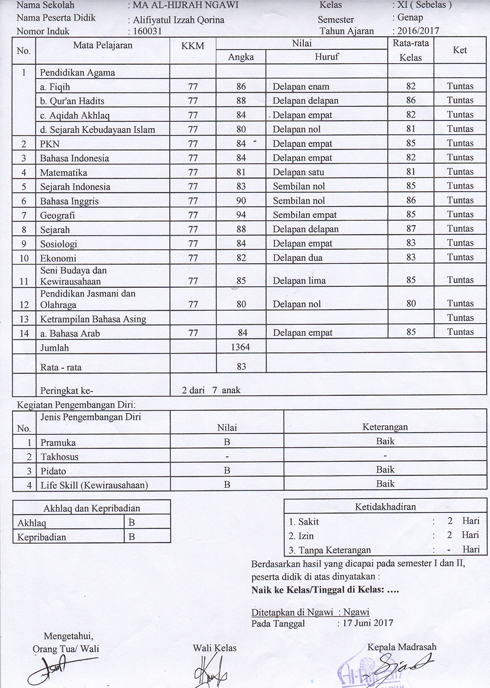 Nama Sekolah : MA AL-HIJRAH NGAWI Kelas : XI ( Sebelas )
Nama Peserta Didik : Alifiyatul Izzah Qorina Semester : Genap
Nomor Induk : 160031 Tahun Ajaran : 2016/2017
No. Mata Pelajaran KKM Nilai Rata-rata Kelas Ket
Angka Huruf
1 Pendidikan Agama
a. Fiqih 77 86 Delapan enam 82 Tuntas
b. Qur'an Hadits 77 88 Delapan delapan 86 Tuntas
c. Aqidah Akhlaq 77 84 Delapan empat 82 Tuntas
d. Sejarah Kebudayaan Islam 77 80 Delapan nol 81 Tuntas
2 PKN 77 84 Delapan empat 85 Tuntas
3 Bahasa Indonesia 77 84 Delapan empat 82 Tuntas
4 Matematika 77 81 Delapan satu 81 Tuntas
5 Sejarah Indonesia 77 83 Sembilan nol 85 Tuntas
6 Bahasa Inggris 77 90 Sembilan nol 86 Tuntas
7 Geografi 77 94 Sembilan empat 85 Tuntas
8 Sejarah 77 88 Delapan delapan 87 Tuntas
9 Sosiologi 77 84 Delapan empat 83 Tuntas
10 Ekonomi 77 82 Delapan dua 83 Tuntas
11 Seni Budaya dan
Kewirausahaan 77 85 Delapan lima 85 Tuntas
12 Pendidikan Jasmani dan
Olahraga 77 80 Delapan nol 80 Tuntas
13 Ketrampilan Bahasa Asing Tuntas
14 a. Bahasa Arab 77 84 Delapan empat 85 Tuntas
Jumlah 1364
Rata - rata 83
Peringkat ke- 2 dari 7 anak
Kegiatan Pengembangan Diri:
No. Jenis Pengembangan Diri Nilai Keterangan
1 Pramuka B Baik
2 Takhosus - -
3 Pidato B Baik
4 Life Skill (Kewirausahaan) B Baik
Akhlaq dan Kepribadian
Akhlaq B
Kepribadian B
Ketidakhadiran
1. Sakit : 2 Hari
2. Izin : 2 Hari
3. Tanpa Keterangan : - Hari
Berdasarkan hasil yang dicapai pada semester I dan II,
peserta didik di atas dinyatakan :
Naik ke Kelas/Tinggal di Kelas: ....
Ditetapkan di Ngawi : Ngawi
Pada Tanggal : 17 Juni 2017
Mengetahui,
Orang Tua/ Wali Wali Kelas Kepala Madrasah